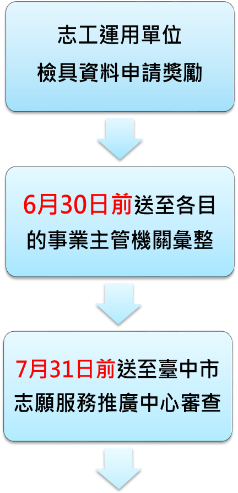 志工運用單位
檢具資料申請獎勵
6月30日前送至各目
的事業主管機關彙整
7月31日前送至臺中市
志願服務推廣中心審查